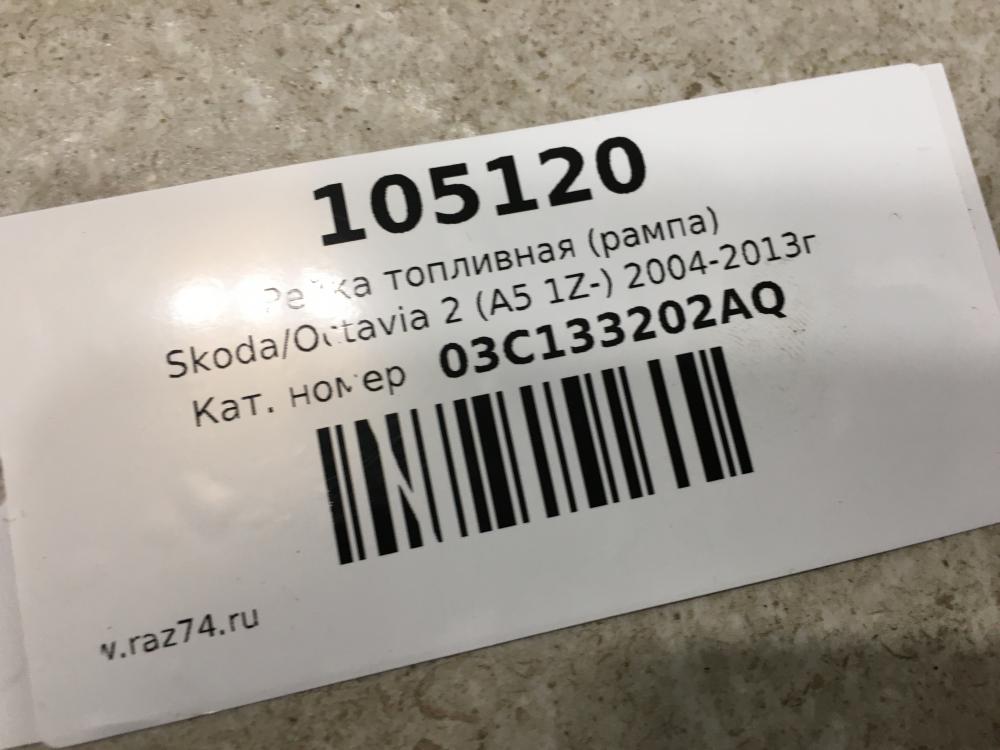 105120
Рейка топливная (рампа)
Skoda/Octavia 2 (A5 1Z-) 2004-2013г
Кат. номер 03C133202AQ
w.raz74.ru